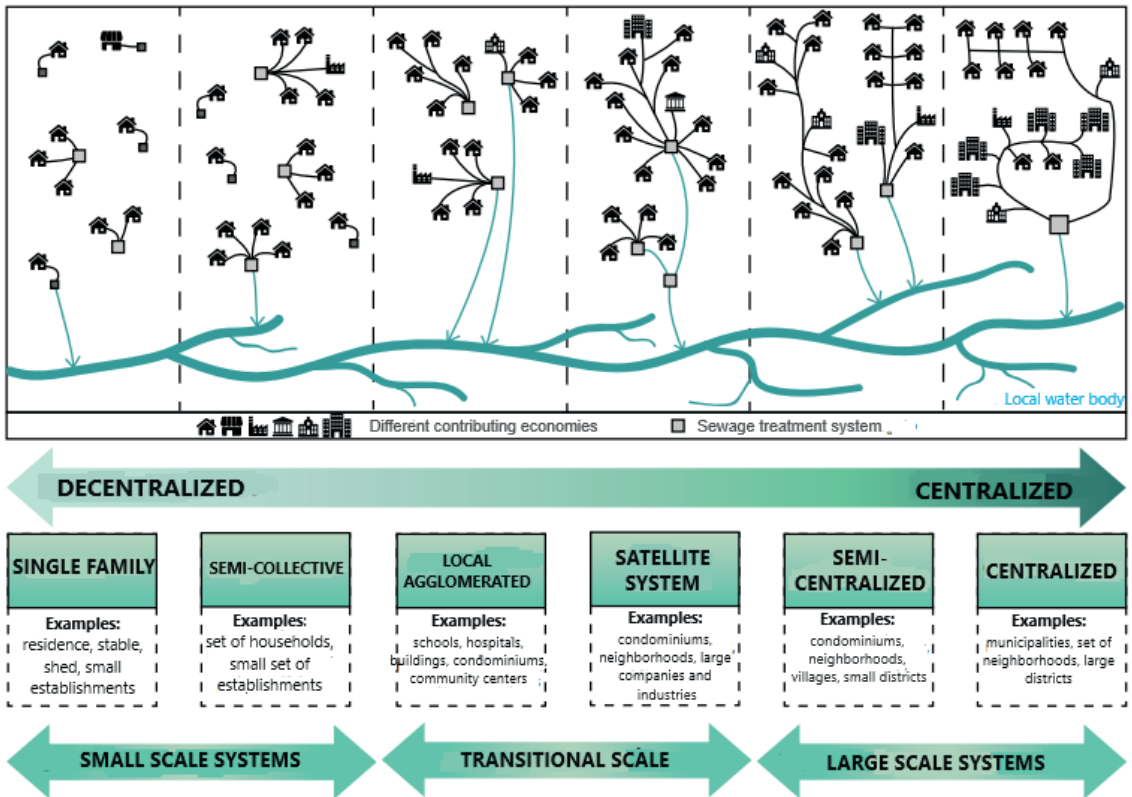 Local water body
Different contributing economies
Sewage treatment system
DECENTRALIZED
CENTRALIZED
SINGLE FAMILY
Examples:
residence, stable,
shed, small
establishments
SEMI-COLLECTIVE
Examples:
set of households,
small set of
establishments
LOCAL
AGGLOMERATED
Examples:
schools, hospitals,
buildings, condominiums,
community centers
SATELLITE
SYSTEM
Examples:
condominiums,
neighborhoods, large
companies and
industries
SEMI-
CENTRALIZED
Examples:
condominiums,
neighborhoods,
villages, small districts
CENTRALIZED
Examples:
municipalities, set of
neighborhoods, large
districts
SMALL SCALE SYSTEMS
TRANSITIONAL SCALE
LARGE SCALE SYSTEMS